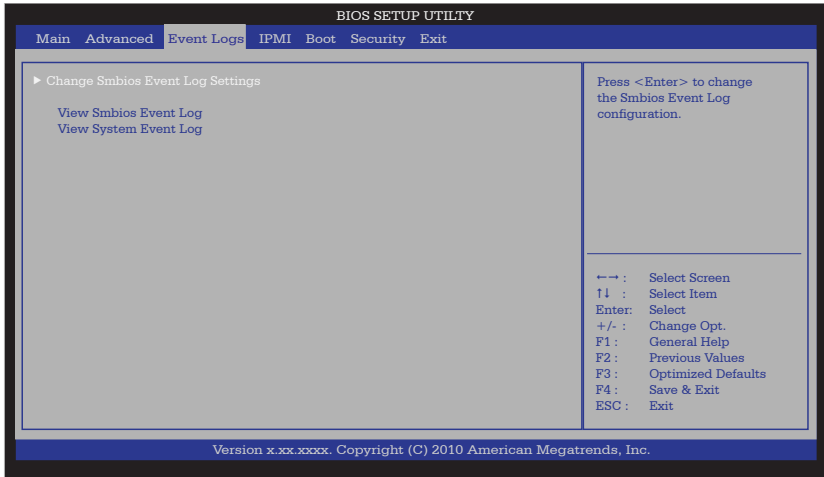 BIOS SETUP UTILTY
Main Advanced Event Logs IPMI Boot Security Exit
► Change Smbios Event Log Settings
View Smbios Event Log
View System Event Log
Press <Enter> to change
the Smbios Event Log
configuration.
←→ : Select Screen
↑↓ : Select Item
Enter: Select
+/- : Change Opt.
F1 : General Help
F2 : Previous Values
F3 : Optimized Defaults
F4 : Save & Exit
ESC : Exit
Version x.xx.xxxx. Copyright (C) 2010 American Megatrends, Inc.